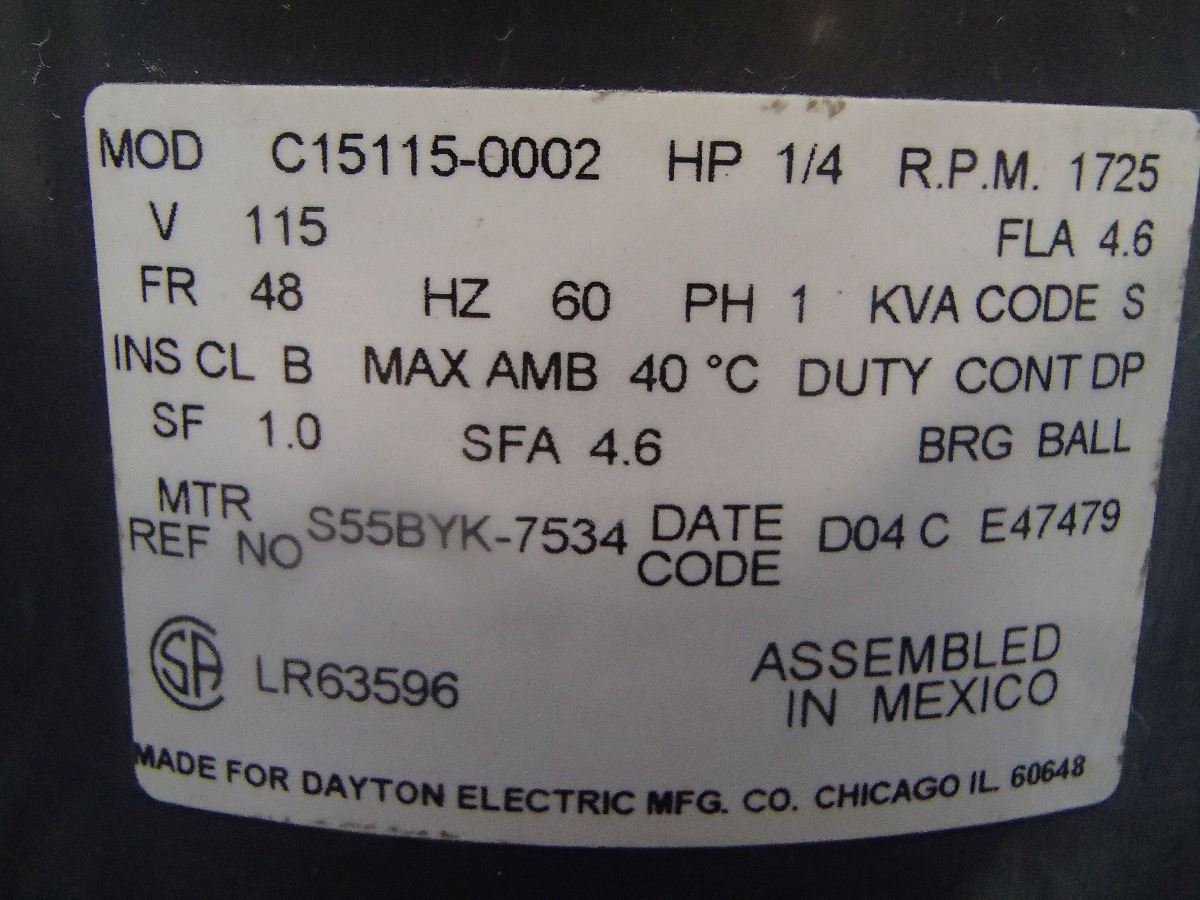 MOD C15115-0002 HP 1/4 R.P.M. 1725
V 115 FLA 4.6
FR 48 HZ 60 PH 1 KVA CODE S
INS CL B MAX AMB 40 °C DUTY CONT DP
SF 1.0 SFA 4.6 BRG BALL
MTR REF NO S55BYK-7534 DATE CODE D04 C E47479
SA LR63596
ASSEMBLED
IN MEXICO
MADE FOR DAYTON ELECTRIC MFG. CO. CHICAGO IL 60648